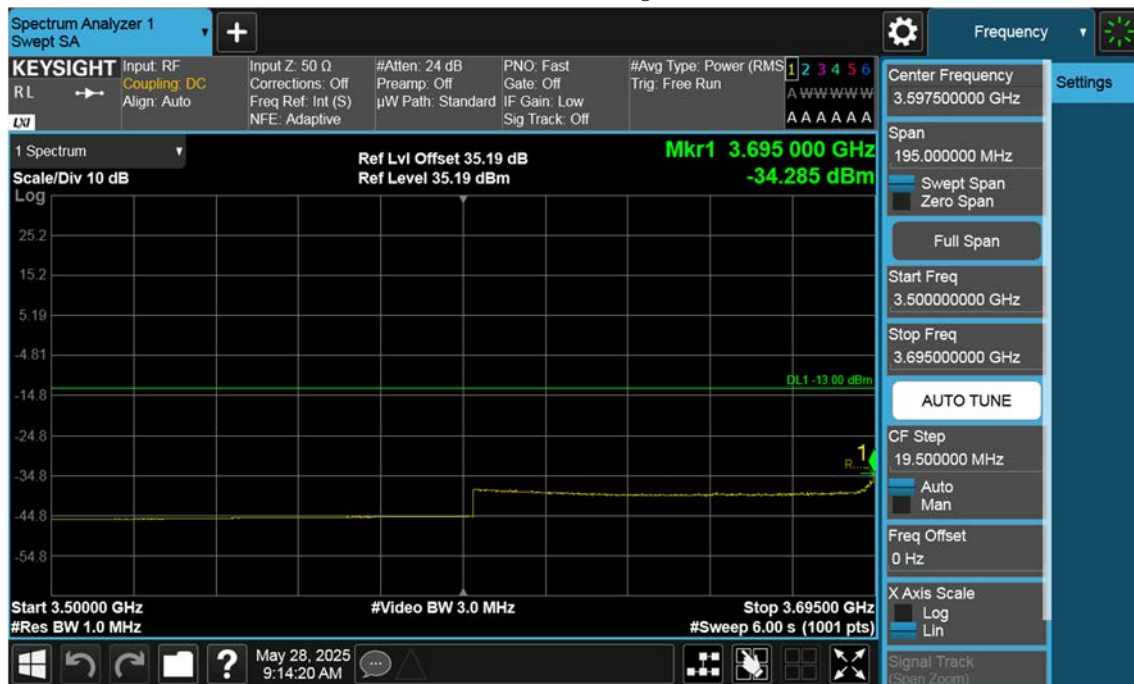 Spectrum Analyzer 1
Swept SA
Frequency
KEYSIGHT
RL
LXI
Input: RF
Coupling: DC
Align: Auto
Input Z: 50 Ω
Corrections: Off
Freq Ref: Int (S)
NFE: Adaptive
#Atten: 24 dB
Preamp: Off
µW Path: Standard
PNO: Fast
Gate: Off
IF Gain: Low
Sig Track: Off
#Avg Type: Power (RMS
Trig: Free Run
1 2 3 4 5 6
A W W W W W
A A A A A A
Center Frequency
3.597500000 GHz
Settings
Span
195.000000 MHz
Swept Span
Zero Span
Full Span
Start Freq
3.500000000 GHz
Stop Freq
3.695000000 GHz
AUTO TUNE
CF Step
19.500000 MHz
Auto
Man
Freq Offset
0 Hz
X Axis Scale
Log
Lin
Signal Track
(Span Zoom)
1 Spectrum
Scale/Div 10 dB
Ref Lvl Offset 35.19 dB
Ref Level 35.19 dBm
Mkr1 3.695 000 GHz
-34.285 dBm
Log
25.2
15.2
5.19
-4.81
DL1 -13.00 dBm
-14.8
-24.8
1
R...
-34.8
-44.8
-54.8
Start 3.50000 GHz
#Video BW 3.0 MHz
Stop 3.69500 GHz
#Res BW 1.0 MHz
#Sweep 6.00 s (1001 pts)
?
May 28, 2025
9:14:20 AM